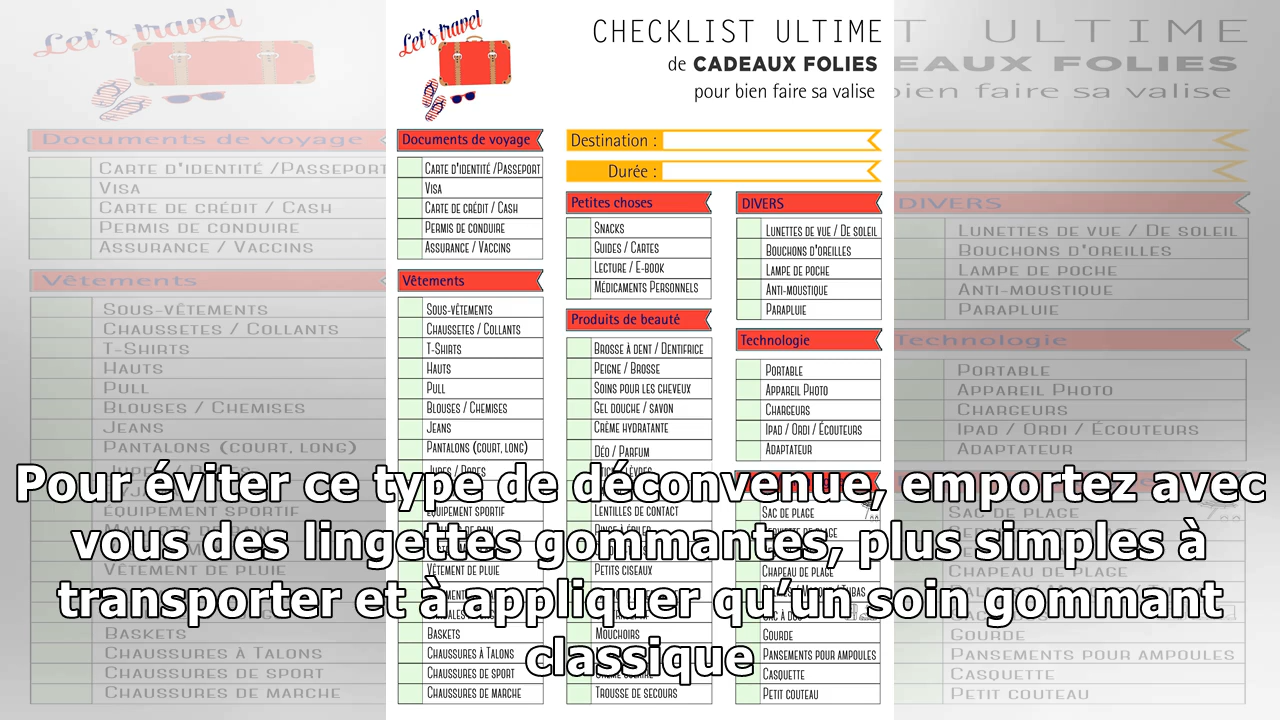 Let's travel
CHECKLIST ULTIME
de CADEAUX FOLIES
pour bien faire sa valise
Documents de voyage
CARTE D'IDENTITÉ /PASSEPORT
VISA
CARTE DE CRÉDIT / CASH
PERMIS DE CONDUIRE
ASSURANCE / VACCINS
Vêtements
SOUS-VÊTEMENTS
CHAUSSETES / COLLANTS
T-SHIRTS
HAUTS
PULL
BLOUSES / CHEMISES
JEANS
PANTALONS (COURT, LONG)
JUPES / ROBES
ÉQUIPEMENT SPORTIF
VÊTEMENT DE PLUIE
BASKETS
CHAUSSURES À TALONS
CHAUSSURES DE SPORT
CHAUSSURES DE MARCHE
Destination :
Durée :
Petites choses
SNACKS
GUIDES / CARTES
LECTURE / E-BOOK
MÉDICAMENTS PERSONNELS
Produits de beauté
BROSSE À DENT / DENTIFRICE
PEIGNE / BROSSE
SOINS POUR LES CHEVEUX
GEL DOUCHE / SAVON
CRÈME HYDRATANTE
DÉO / PARFUM
LENTILLES DE CONTACT
PETITS CISEAUX
MOUCHOIRS
TROUSSE DE SECOURS
DIVERS
LUNETTES DE VUE / DE SOLEIL
BOUCHONS D'OREILLES
LAMPE DE POCHE
ANTI-MOUSTIQUE
PARAPLUIE
Technologie
PORTABLE
APPAREIL PHOTO
CHARGEURS
IPAD / ORDI / ÉCOUTEURS
ADAPTATEUR
SAC DE PLAGE
CHAPEAU DE PLAGE
SAC À DOS
GOURDE
PANSEMENTS POUR AMPOULES
CASQUETTE
PETIT COUTEAU
Pour éviter ce type de déconvenue, emportez avec
vous des lingettes gommantes, plus simples à
transporter et à appliquer qu'un soin gommant
classique